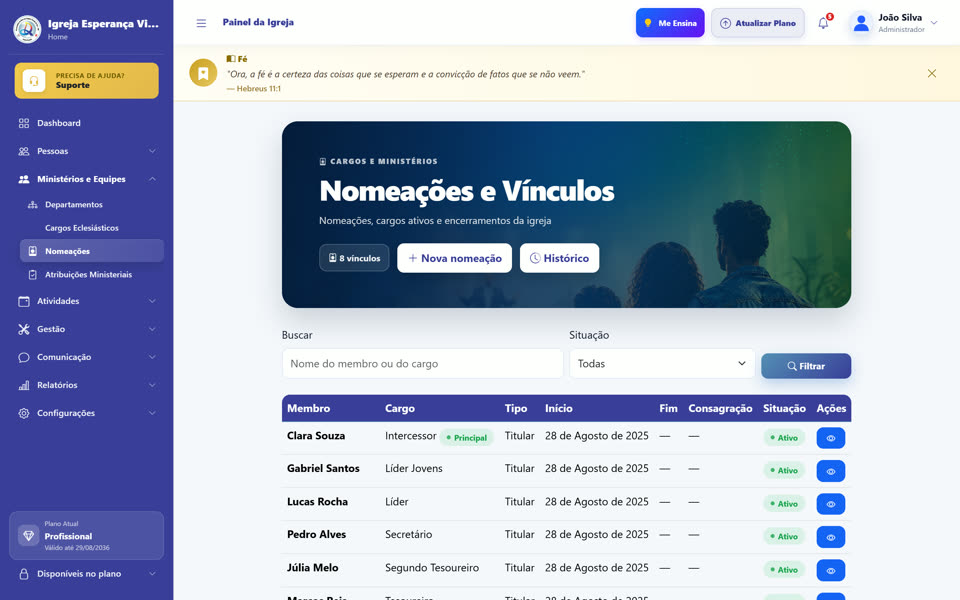 Igreja Esperança Vi...
Home
PRECISA DE AJUDA?
Suporte
Dashboard
Pessoas
Ministérios e Equipes
Departamentos
Cargos Eclesiásticos
Nomeações
Atribuições Ministeriais
Atividades
Gestão
Comunicação
Relatórios
Configurações
Plano Atual
Profissional
Válido até 29/08/2036
Disponíveis no plano
Painel da Igreja
Me Ensina
Atualizar Plano
João Silva
Administrador
Fé
"Ora, a fé é a certeza das coisas que se esperam e a convicção de fatos que se não veem."
— Hebreus 11:1
CARGOS E MINISTÉRIOS
Nomeações e Vínculos
Nomeações, cargos ativos e encerramentos da igreja
8 vínculos
Nova nomeação
Histórico
Buscar
Situação
Nome do membro ou do cargo
Todas
Filtrar
Membro Cargo Tipo Início Fim Consagração Situação Ações
Clara Souza Intercessor Principal Titular 28 de Agosto de 2025 — — Ativo
Gabriel Santos Líder Jovens Titular 28 de Agosto de 2025 — — Ativo
Lucas Rocha Líder Titular 28 de Agosto de 2025 — — Ativo
Pedro Alves Secretário Titular 28 de Agosto de 2025 — — Ativo
Júlia Melo Segundo Tesoureiro Titular 28 de Agosto de 2025 — — Ativo